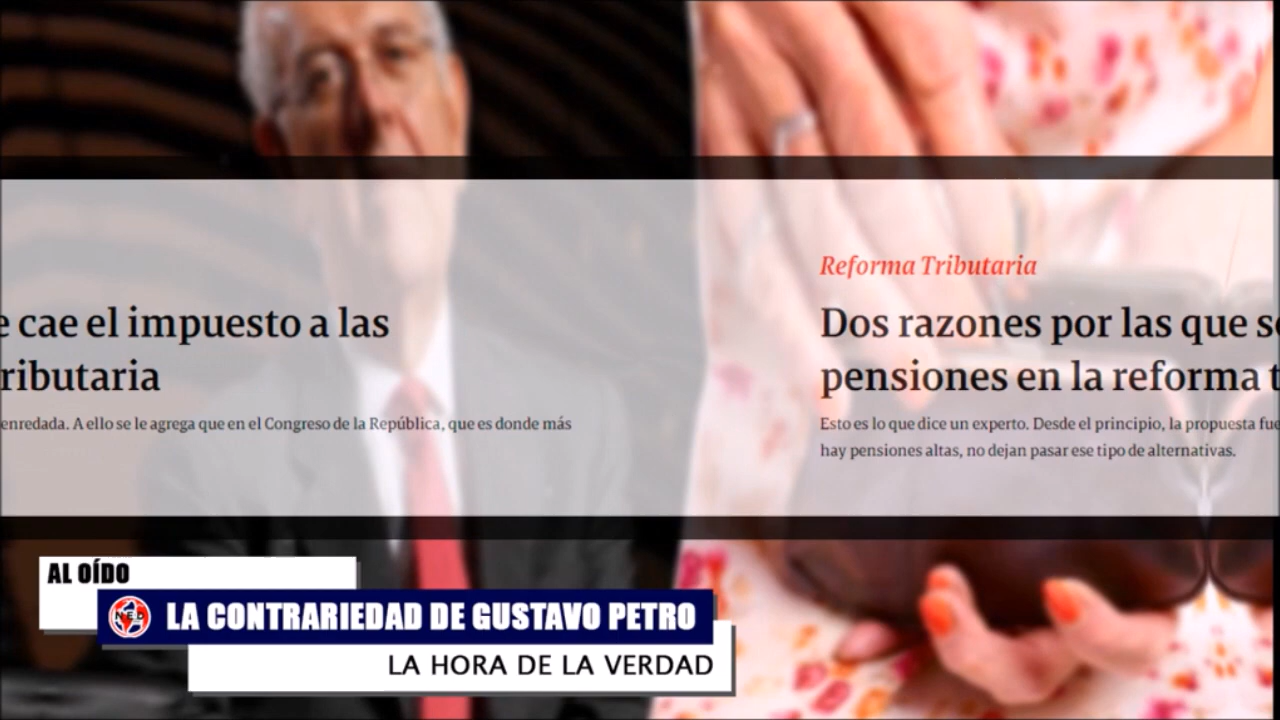 e cae el impuesto a las
ributaria
enredada. A ello se le agrega que en el Congreso de la República, que es donde más
Reforma Tributaria
Dos razones por las que s
pensiones en la reforma t
Esto es lo que dice un experto. Desde el principio, la propuesta fue
hay pensiones altas, no dejan pasar ese tipo de alternativas.
AL OÍDO
LA CONTRARIEDAD DE GUSTAVO PETRO
LA HORA DE LA VERDAD